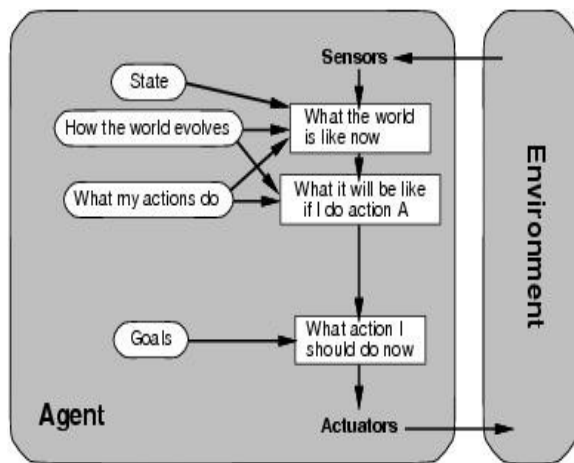 Sensors
State
What the world
is like now
How the world evolves
What my actions do
What it will be like
if I do action A
Goals
What action I
should do now
Agent
Actuators
Environment